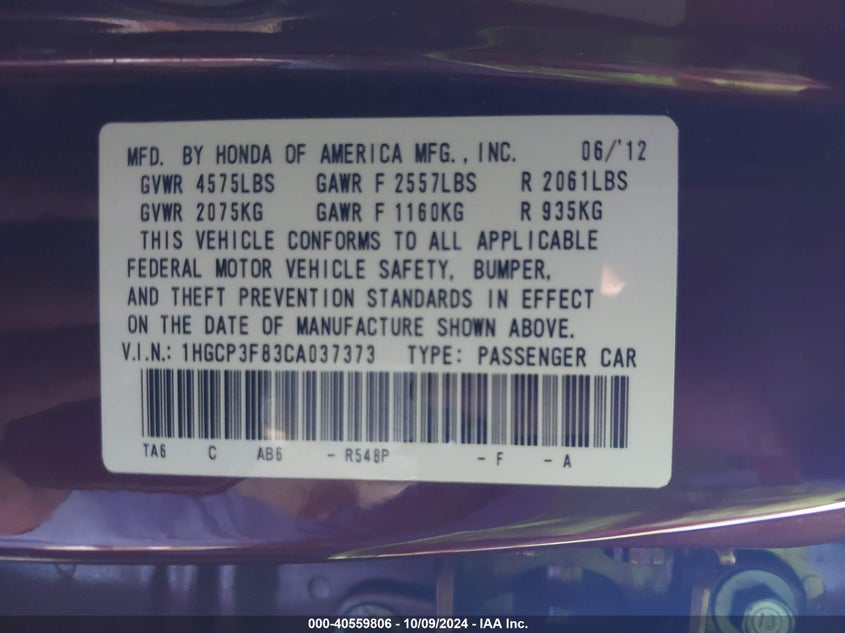 MFD. BY HONDA OF AMERICA MFG., INC. 06/'12
GVWR 4575LBS GAWR F 2557LBS R 2061LBS
GVWR 2075KG GAWR F 1160KG R 935KG
THIS VEHICLE CONFORMS TO ALL APPLICABLE
FEDERAL MOTOR VEHICLE SAFETY, BUMPER,
AND THEFT PREVENTION STANDARDS IN EFFECT
ON THE DATE OF MANUFACTURE SHOWN ABOVE.
V.I.N.: 1HGCP3F83CA037373 TYPE: PASSENGER CAR
TA6 C AB6 - R548P - F - A
000-40559806 - 10/09/2024 - IAA Inc.